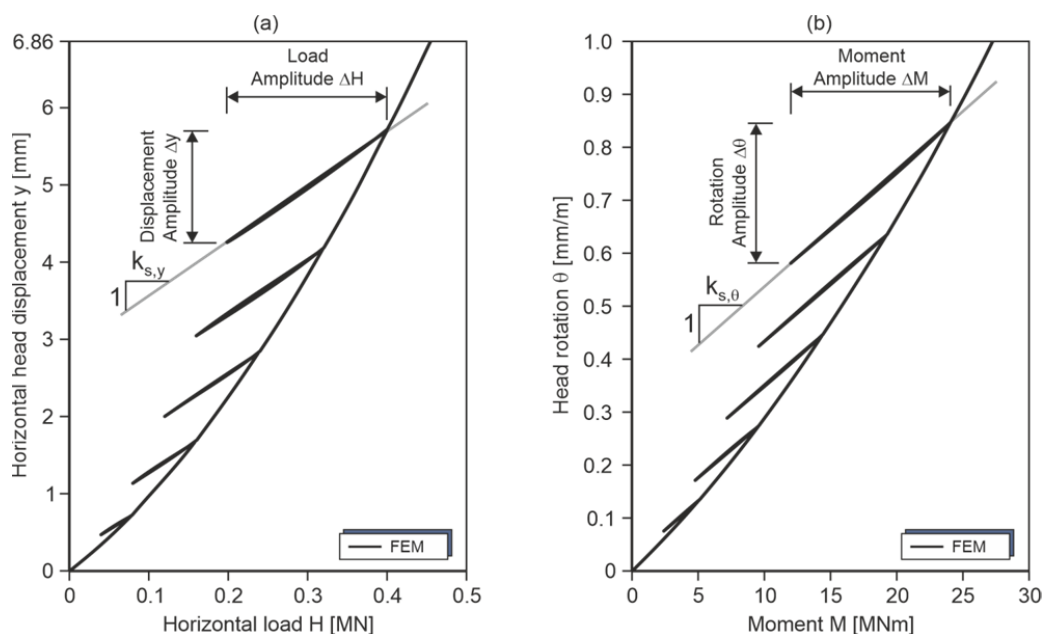 (a)
6.86
6
5
4
3
2
1
0
0
0.1
0.2
0.3
0.4
0.5
Horizontal head displacement y [mm]
Horizontal load H [MN]
Load
Amplitude ΔH
Displacement
Amplitude Δy
k_s,y
1
FEM
(b)
1.0
0.9
0.8
0.7
0.6
0.5
0.4
0.3
0.2
0.1
0
0
5
10
15
20
25
30
Head rotation θ [mm/m]
Moment M [MNm]
Moment
Amplitude ΔM
Rotation
Amplitude Δθ
k_s,θ
1
FEM